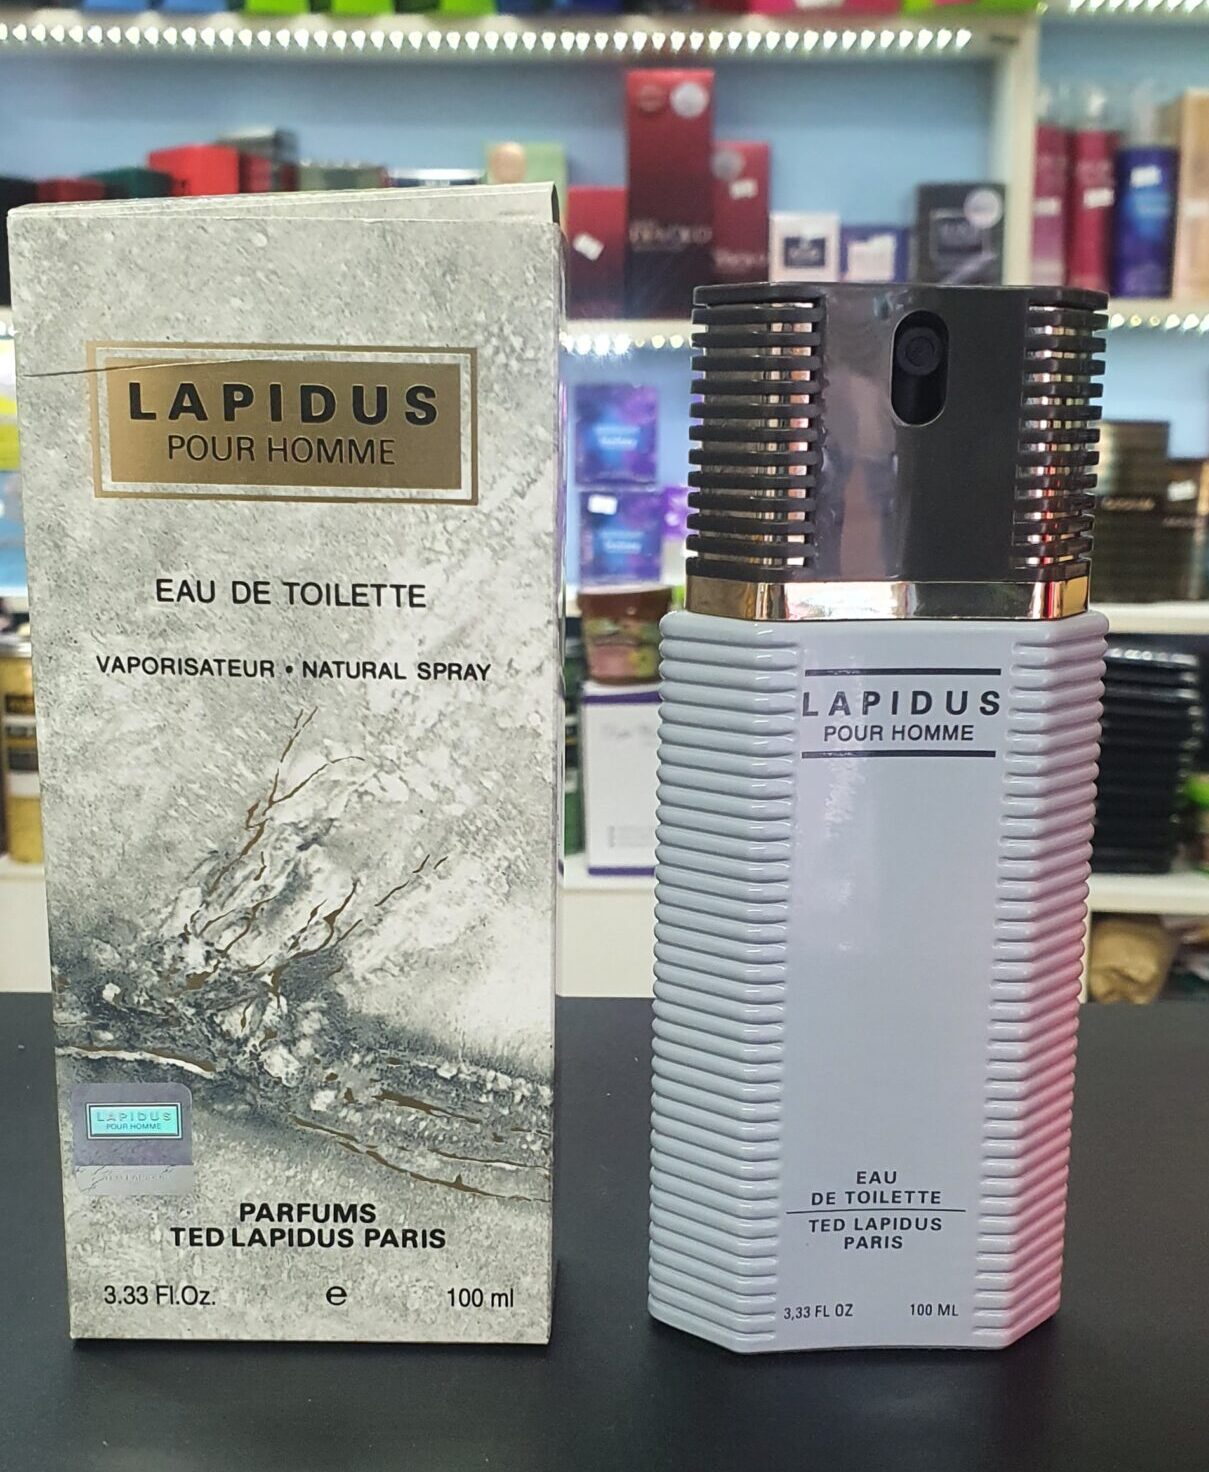 LAPIDUS
POUR HOMME
EAU DE TOILETTE
VAPORISATEUR • NATURAL SPRAY
LAPIDUS
POUR HOMME
PARFUMS
TED LAPIDUS PARIS
3.33 Fl.Oz. e 100 ml
LAPIDUS
POUR HOMME
EAU
DE TOILETTE
TED LAPIDUS
PARIS
3,33 FL OZ 100 ML